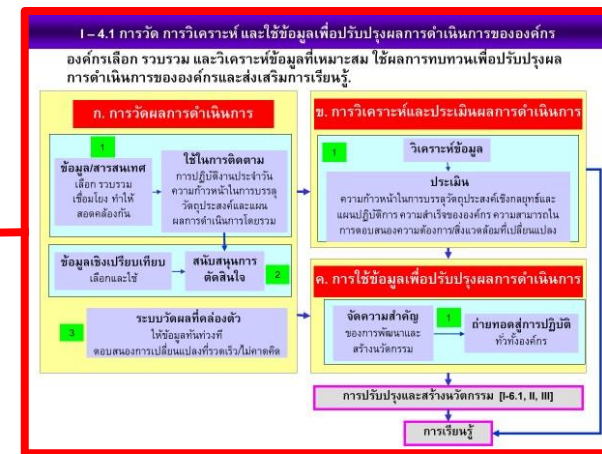 I – 4.1 การวัด การวิเคราะห์ และใช้ข้อมูลเพื่อปรับปรุงผลการดำเนินการขององค์กร
องค์กรเลือก รวบรวม และวิเคราะห์ข้อมูลที่เหมาะสม ใช้ผลการทบทวนเพื่อปรับปรุงผล
การดำเนินการขององค์กรและส่งเสริมการเรียนรู้.
ก. การวัดผลการดำเนินการ
1
ข้อมูล/สารสนเทศ
เลือก รวบรวม
เชื่อมโยง ทำให้
สอดคล้องกัน
ใช้ในการติดตาม
การปฏิบัติงานประจำวัน
ความก้าวหน้าในการบรรลุ
วัตถุประสงค์และแผน
ผลการดำเนินการโดยรวม
ข้อมูลเชิงเปรียบเทียบ
เลือกและใช้
สนับสนุนการ
ตัดสินใจ
2
3
ระบบวัดผลที่คล่องตัว
ให้ข้อมูลทันท่วงที
ตอบสนองการเปลี่ยนแปลงที่รวดเร็ว/ไม่คาดคิด
ข. การวิเคราะห์และประเมินผลการดำเนินการ
1
วิเคราะห์ข้อมูล
ประเมิน
ความก้าวหน้าในการบรรลุวัตถุประสงค์เชิงกลยุทธ์และ
แผนปฏิบัติการ ความสำเร็จขององค์กร ความสามารถใน
การตอบสนองความต้องการ/สิ่งแวดล้อมที่เปลี่ยนแปลง
ค. การใช้ข้อมูลเพื่อปรับปรุงผลการดำเนินการ
จัดความสำคัญ
ของการพัฒนาและ
สร้างนวัตกรรม
1
ถ่ายทอดสู่การปฏิบัติ
ทั่วทั้งองค์กร
การปรับปรุงและสร้างนวัตกรรม [I-6.1, II, III]
การเรียนรู้